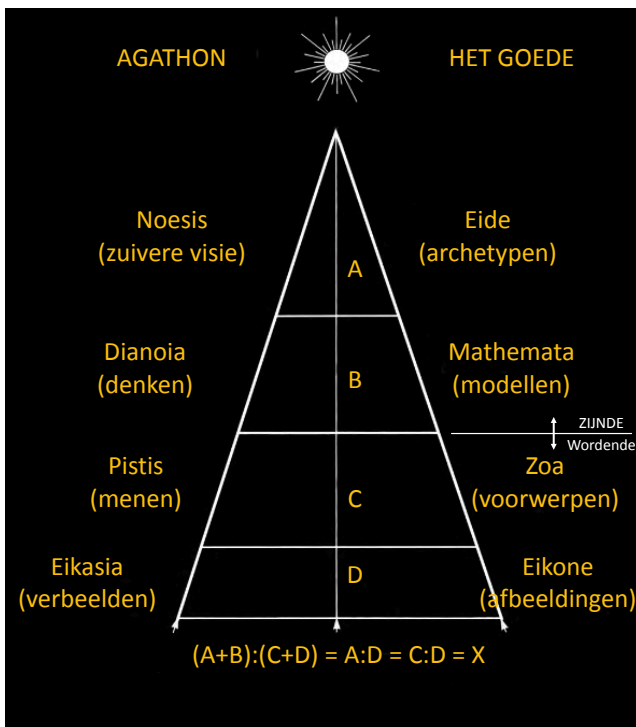 AGATHON
HET GOEDE
Noesis
(zuivere visie)
Eide
(archetypen)
A
Dianoia
(denken)
Mathemata
(modellen)
B
ZIJNDE
Wordende
Pistis
(menen)
Zoa
(voorwerpen)
C
Eikasia
(verbeelden)
Eikone
(afbeeldingen)
D
(A+B):(C+D) = A:D = C:D = X